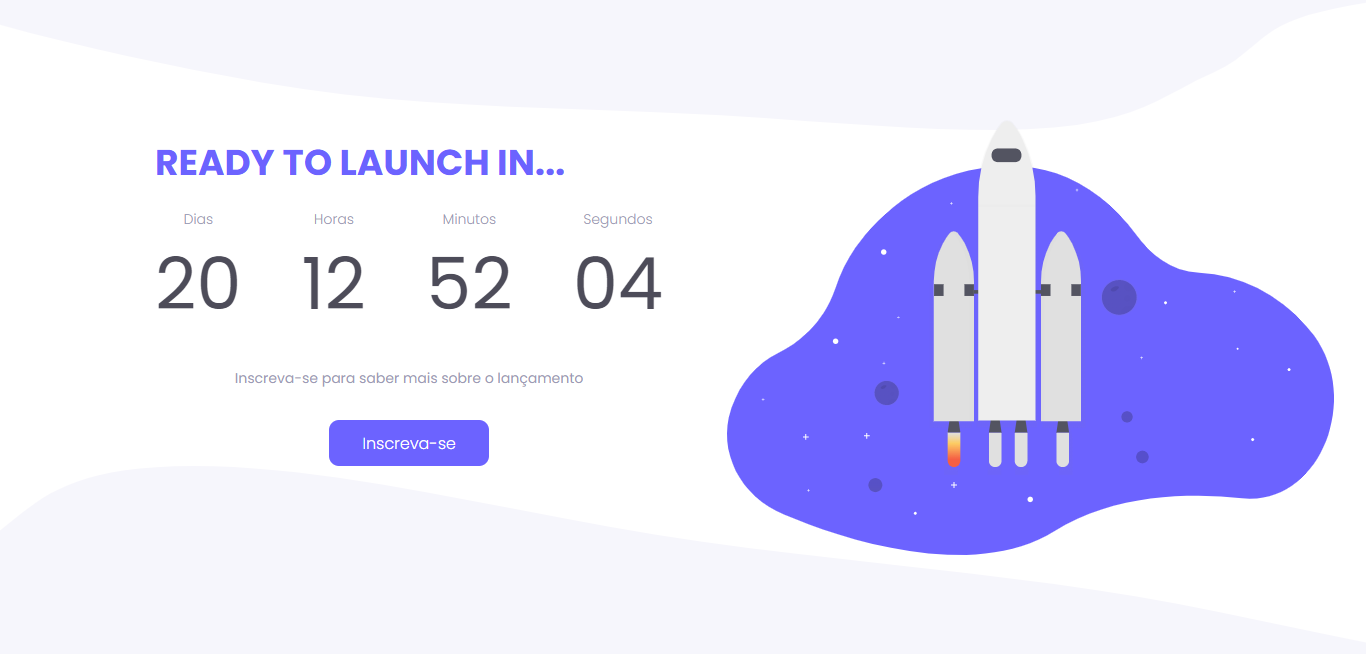 READY TO LAUNCH IN...
Dias Horas Minutos Segundos
20 12 52 04
Inscreva-se para saber mais sobre o lançamento
Inscreva-se